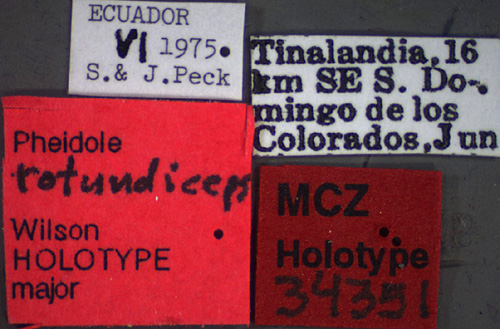 ECUADOR
VI 1975.
S.& J.Peck
Tinalandia, 16
km SE S. Do-
mingo de los
Colorados, Jun
Pheidole
rotundiceps
Wilson
HOLOTYPE
major
MCZ
Holotype
34351